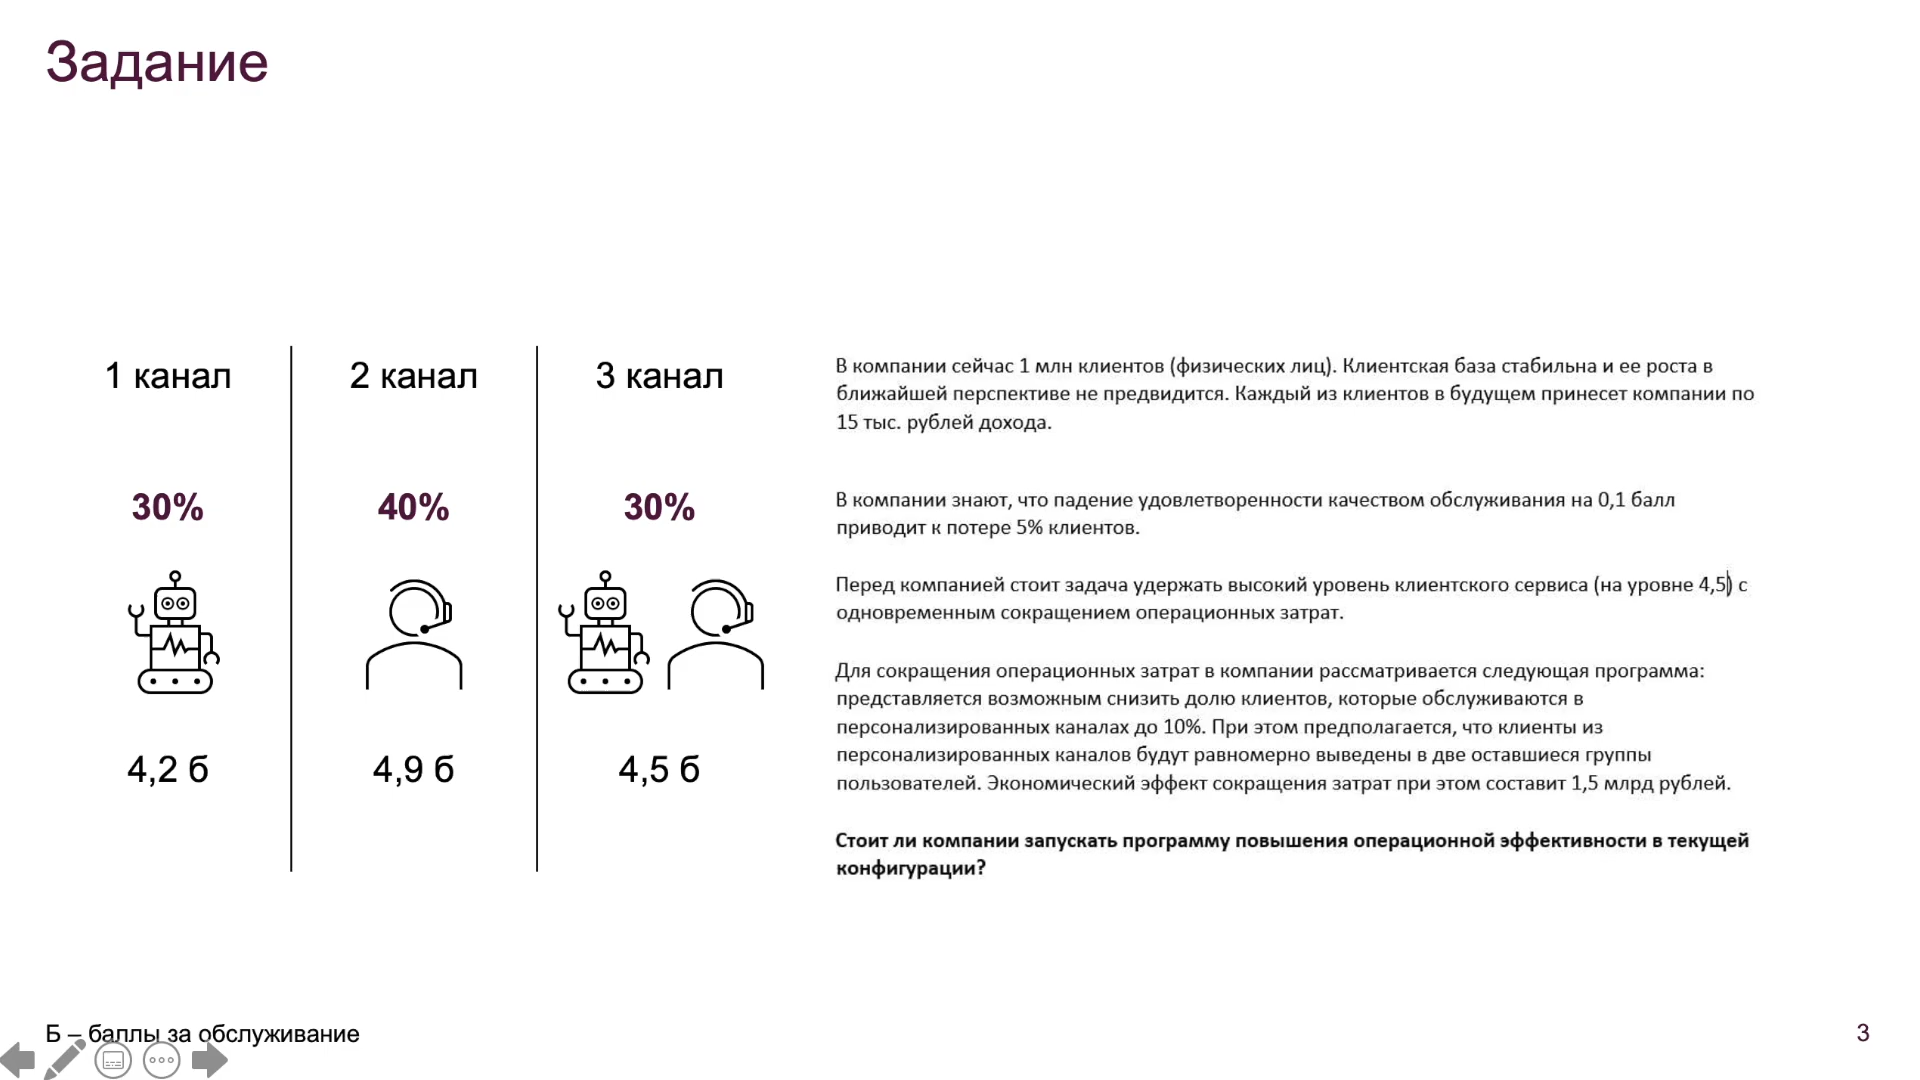 Задание
1 канал
2 канал
3 канал
30%
40%
30%
4,2 б
4,9 б
4,5 б
В компании сейчас 1 млн клиентов (физических лиц). Клиентская база стабильна и ее роста в
ближайшей перспективе не предвидится. Каждый из клиентов в будущем принесет компании по
15 тыс. рублей дохода.
В компании знают, что падение удовлетворенности качеством обслуживания на 0,1 балл
приводит к потере 5% клиентов.
Перед компанией стоит задача удержать высокий уровень клиентского сервиса (на уровне 4,5) с
одновременным сокращением операционных затрат.
Для сокращения операционных затрат в компании рассматривается следующая программа:
представляется возможным снизить долю клиентов, которые обслуживаются в
персонализированных каналах до 10%. При этом предполагается, что клиенты из
персонализированных каналов будут равномерно выведены в две оставшиеся группы
пользователей. Экономический эффект сокращения затрат при этом составит 1,5 млрд рублей.
Стоит ли компании запускать программу повышения операционной эффективности в текущей
конфигурации?
Б – баллы за обслуживание
3